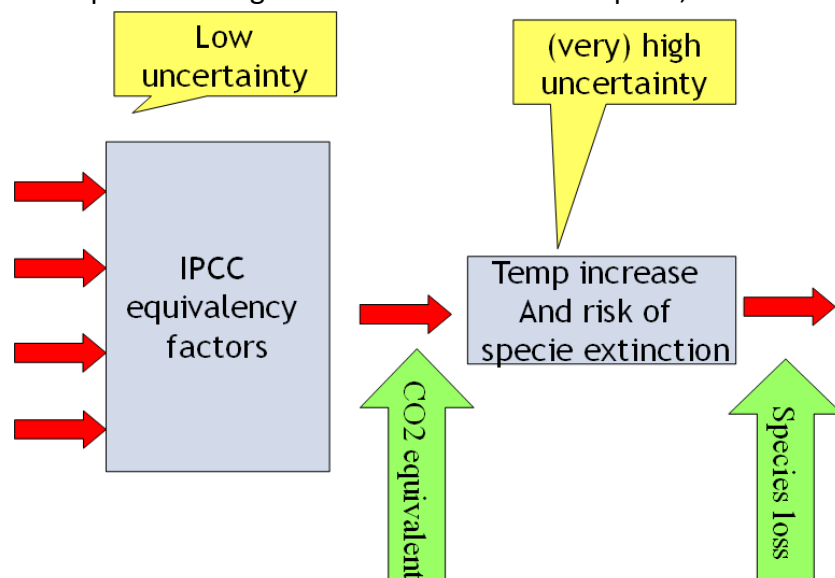 Low
uncertainty
(very) high
uncertainty
IPCC
equivalency
factors
Temp increase
And risk of
specie extinction
CO2 equivalent
Species loss